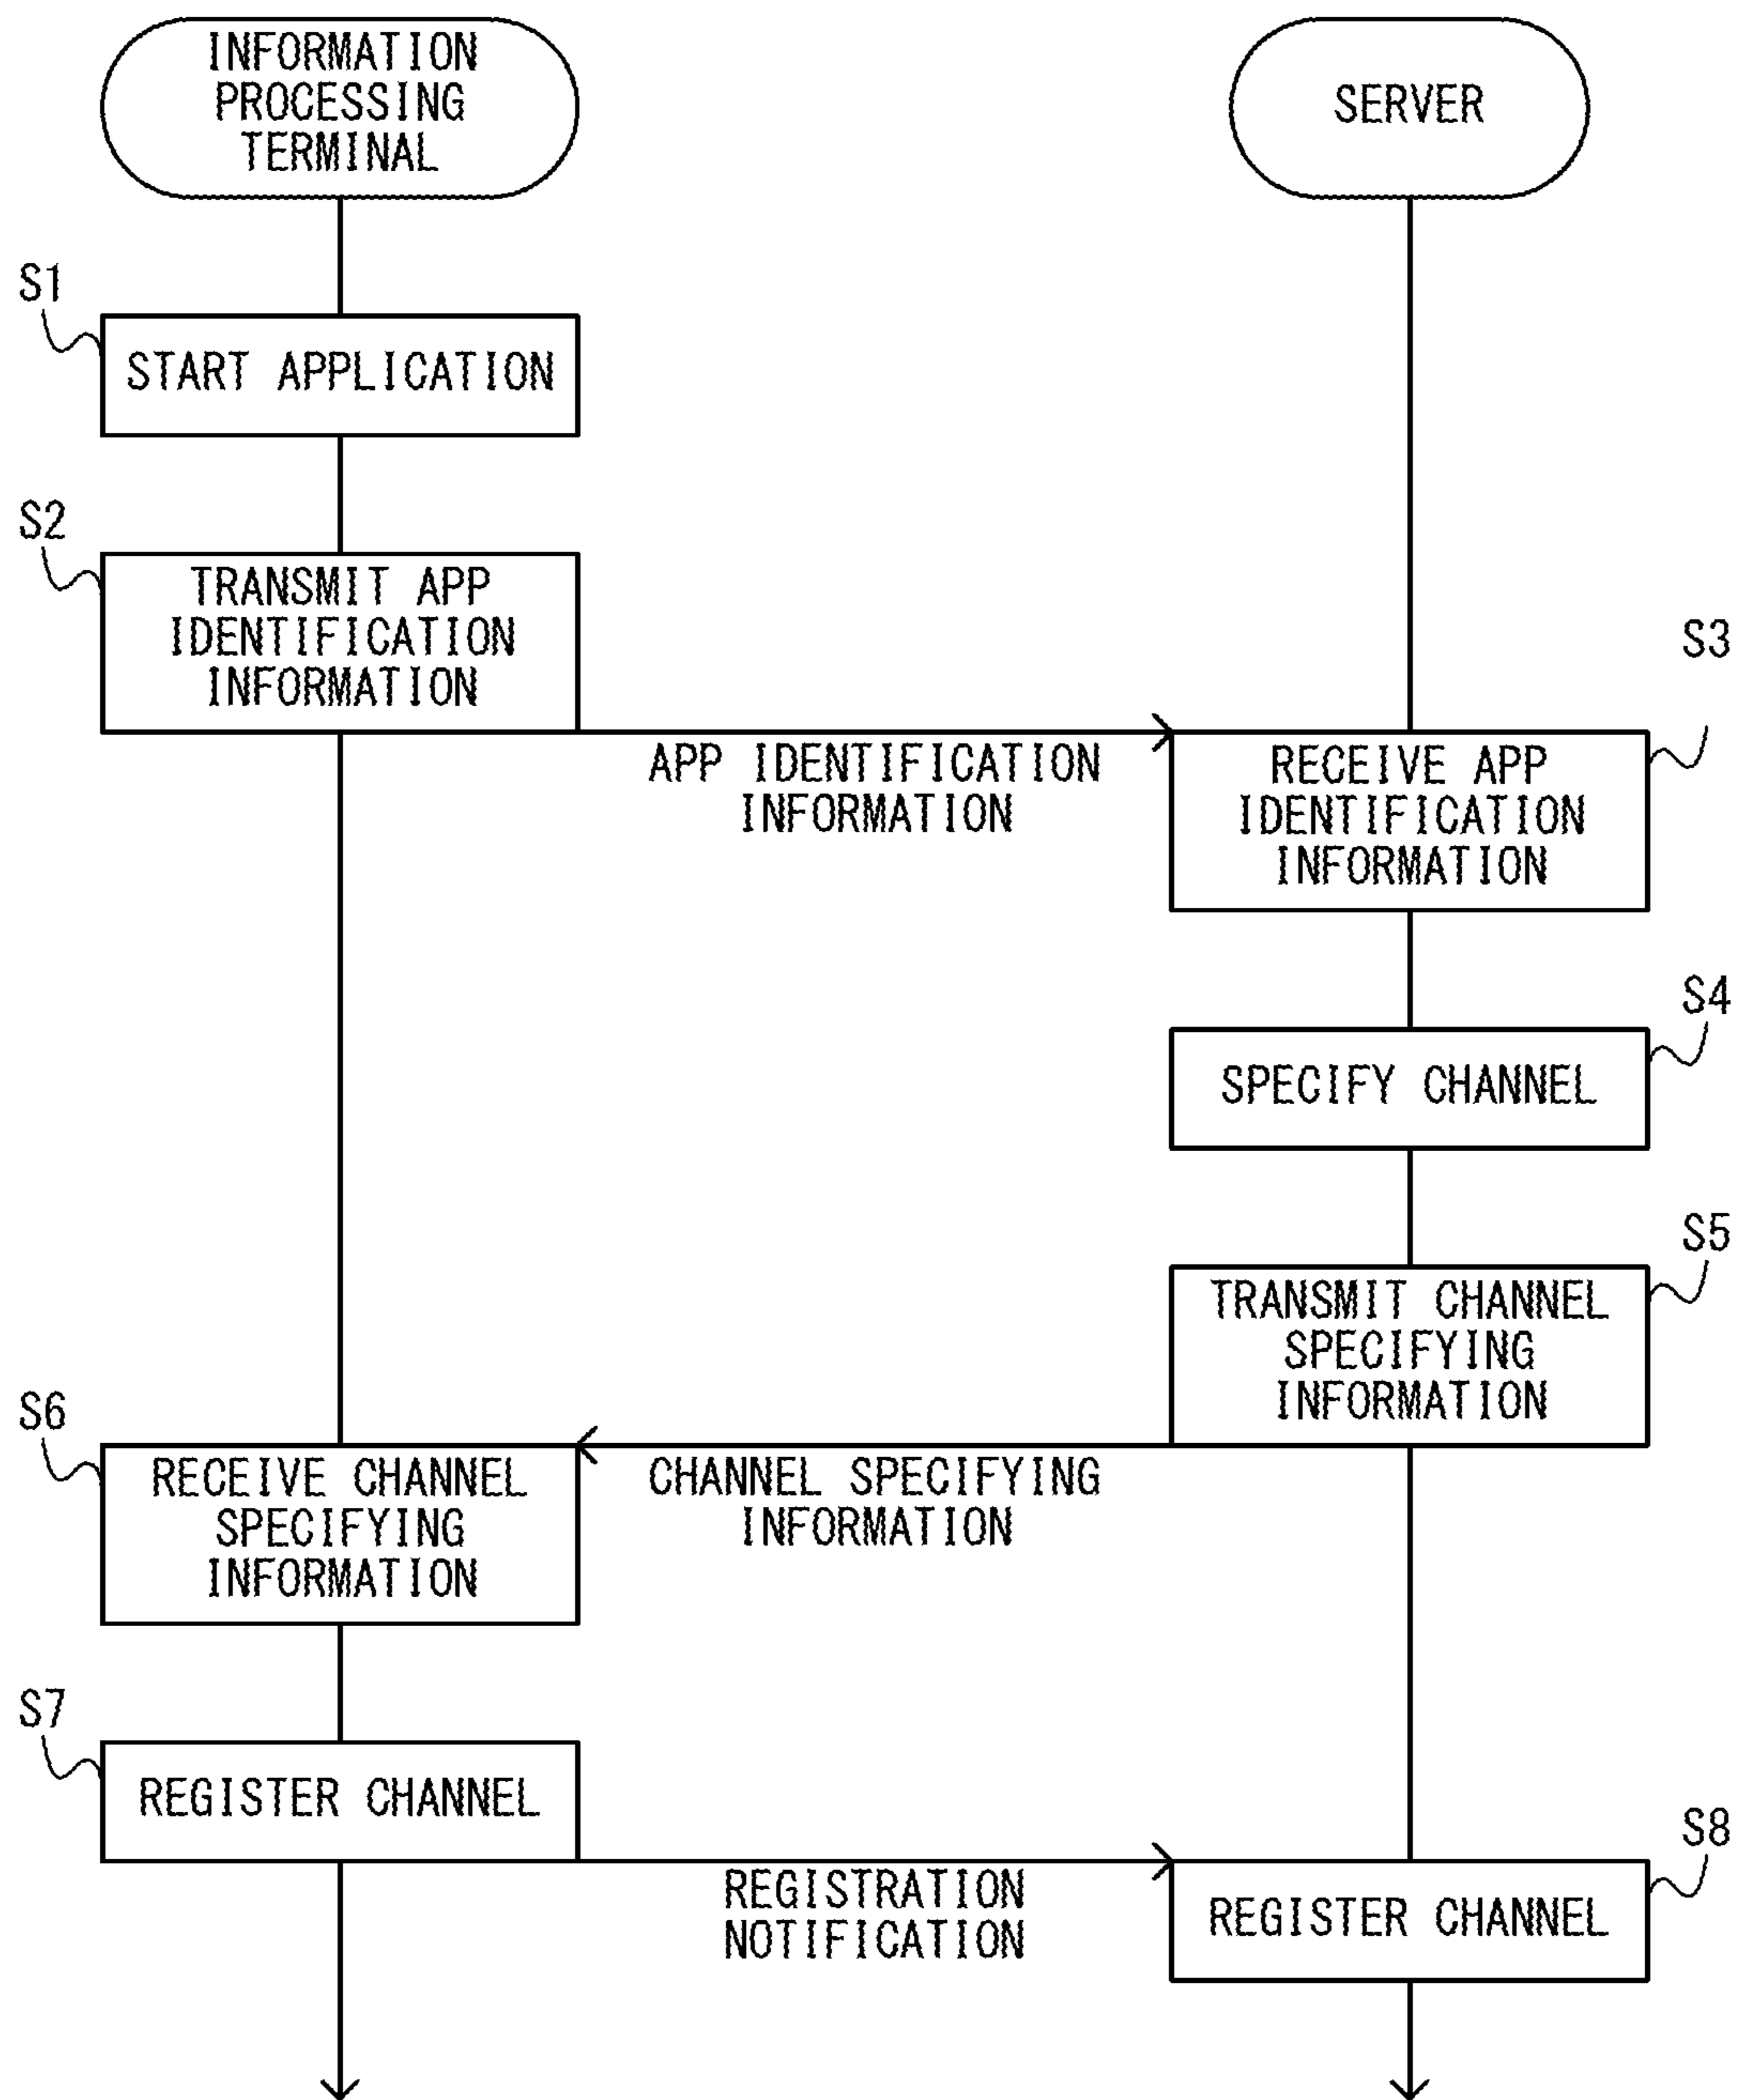 INFORMATION
PROCESSING
TERMINAL
SERVER
S1
START APPLICATION
S2
TRANSMIT APP
IDENTIFICATION
INFORMATION
APP IDENTIFICATION
INFORMATION
S3
RECEIVE APP
IDENTIFICATION
INFORMATION
S4
SPECIFY CHANNEL
S5
TRANSMIT CHANNEL
SPECIFYING
INFORMATION
CHANNEL SPECIFYING
INFORMATION
S6
RECEIVE CHANNEL
SPECIFYING
INFORMATION
S7
REGISTER CHANNEL
REGISTRATION
NOTIFICATION
S8
REGISTER CHANNEL